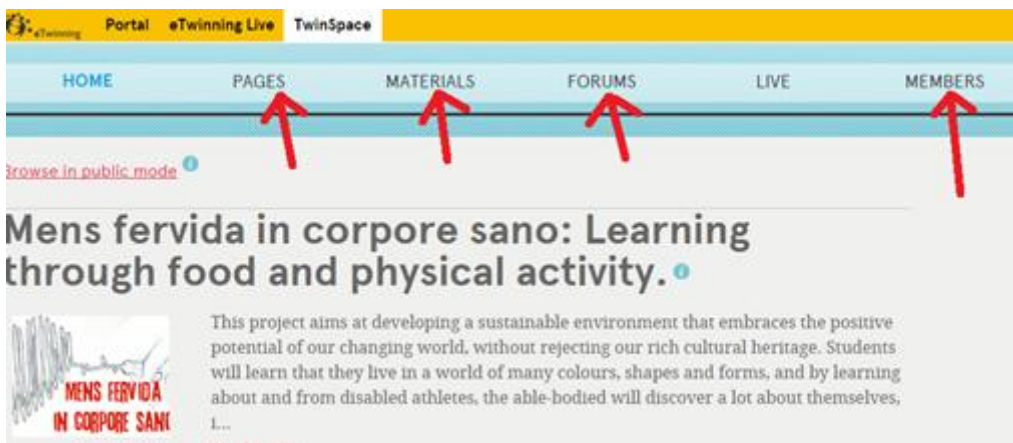 eTwinning Portal eTwinning Live TwinSpace
HOME PAGES MATERIALS FORUMS LIVE MEMBERS
Browse in public mode
Mens fervida in corpore sano: Learning
through food and physical activity.
This project aims at developing a sustainable environment that embraces the positive
potential of our changing world, without rejecting our rich cultural heritage. Students
will learn that they live in a world of many colours, shapes and forms, and by learning
about and from disabled athletes, the able-bodied will discover a lot about themselves,
i...
MENS FERVIDA
IN CORPORE SANO